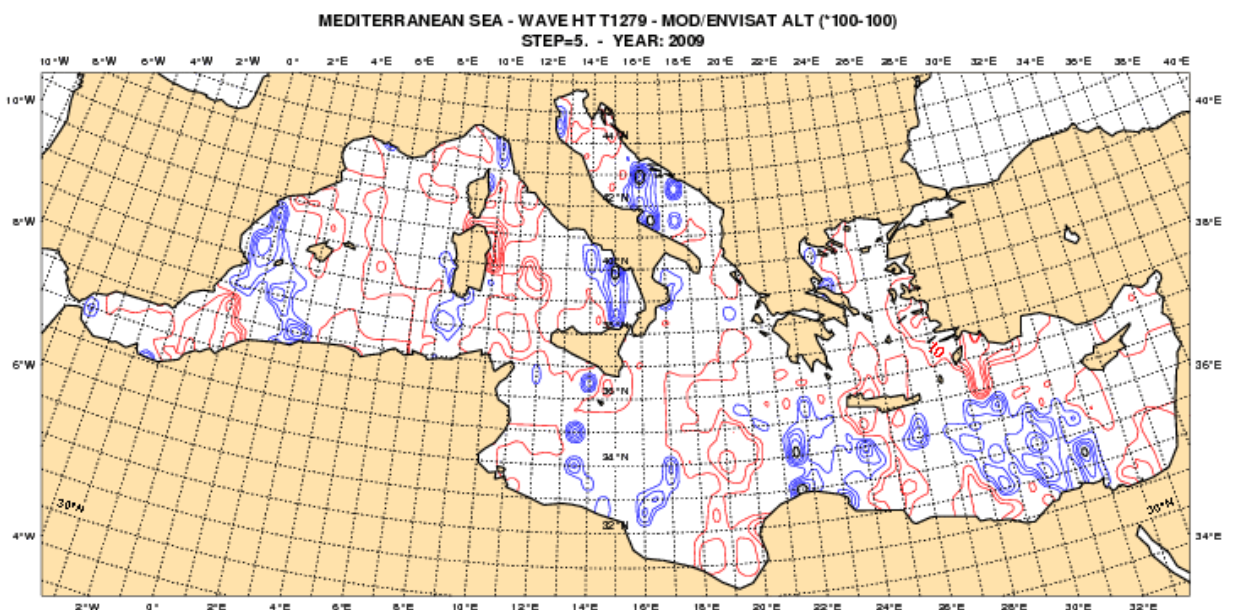 MEDITERRANEAN SEA - WAVE HT T1279 - MOD/ENVISAT ALT (*100-100)
STEP=5. - YEAR: 2009
10°W 8°W 6°W 4°W 2°W 0° 2°E 4°E 6°E 8°E 10°E 12°E 14°E 16°E 18°E 20°E 22°E 24°E 26°E 28°E 30°E 32°E 34°E 36°E 38°E 40°E
10°W
40°E
44°N
42°N
8°W
38°E
40°N
38°N
10
6°W
36°E
36°N
34°N
30°N
32°N
30°N
4°W
34°E
2°W 0° 2°E 4°E 6°E 8°E 10°E 12°E 14°E 16°E 18°E 20°E 22°E 24°E 26°E 28°E 30°E 32°E